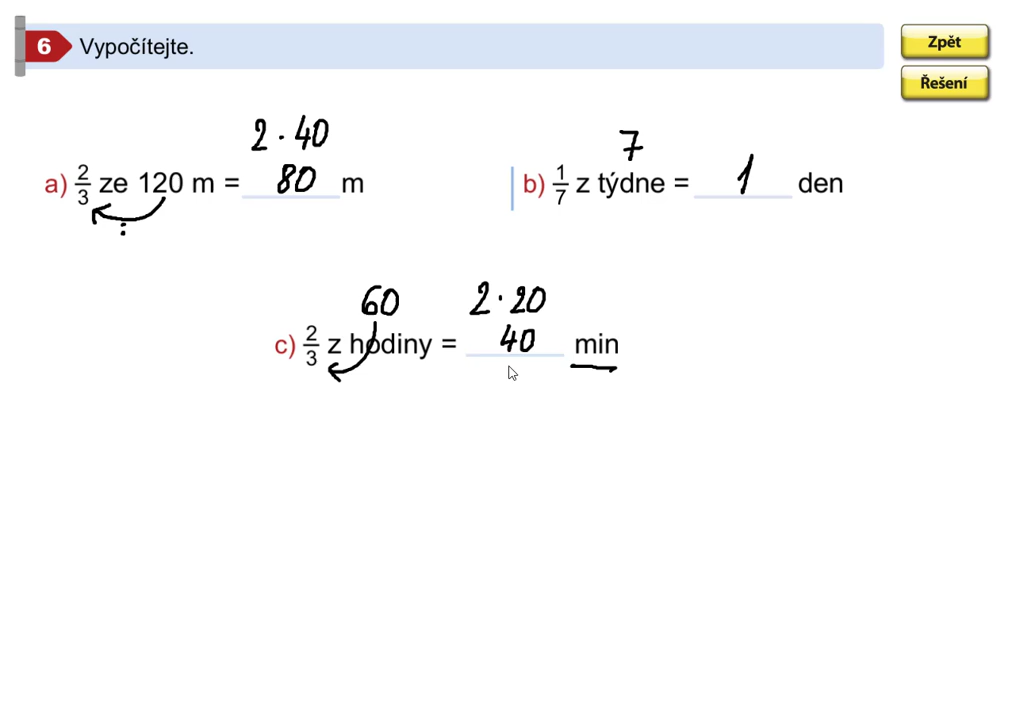 6 Vypočítejte.
Zpět
Řešení
2 · 40
a) 2/3 ze 120 m = 80 m
:
7
b) 1/7 z týdne = 1 den
60 2 · 20
c) 2/3 z hodiny = 40 min